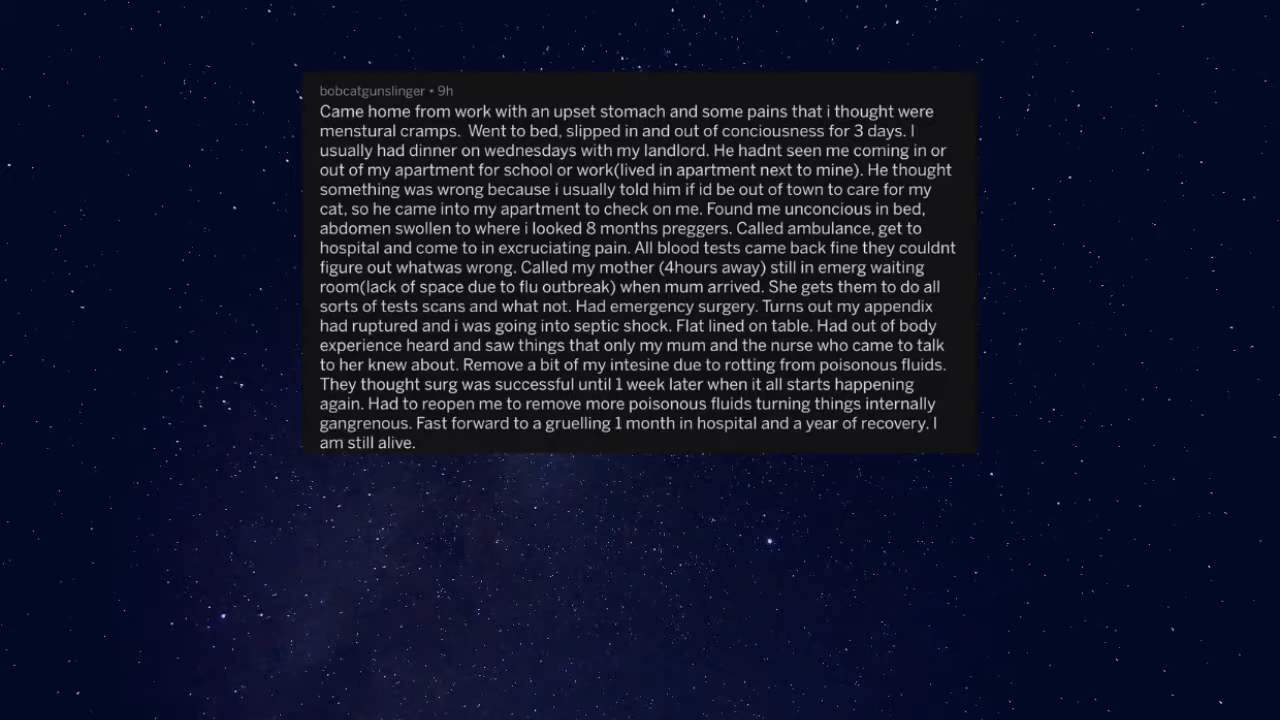 bobcatgunslinger • 9h
Came home from work with an upset stomach and some pains that i thought were
menstural cramps.  Went to bed, slipped in and out of conciousness for 3 days. I
usually had dinner on wednesdays with my landlord. He hadnt seen me coming in or
out of my apartment for school or work(lived in apartment next to mine). He thought
something was wrong because i usually told him if id be out of town to care for my
cat, so he came into my apartment to check on me. Found me unconcious in bed,
abdomen swollen to where i looked 8 months preggers. Called ambulance, get to
hospital and come to in excruciating pain. All blood tests came back fine they couldnt
figure out whatwas wrong. Called my mother (4hours away) still in emerg waiting
room(lack of space due to flu outbreak) when mum arrived. She gets them to do all
sorts of tests scans and what not. Had emergency surgery. Turns out my appendix
had ruptured and i was going into septic shock. Flat lined on table. Had out of body
experience heard and saw things that only my mum and the nurse who came to talk
to her knew about. Remove a bit of my intesine due to rotting from poisonous fluids.
They thought surg was successful until 1 week later when it all starts happening
again. Had to reopen me to remove more poisonous fluids turning things internally
gangrenous. Fast forward to a gruelling 1 month in hospital and a year of recovery. I
am still alive.